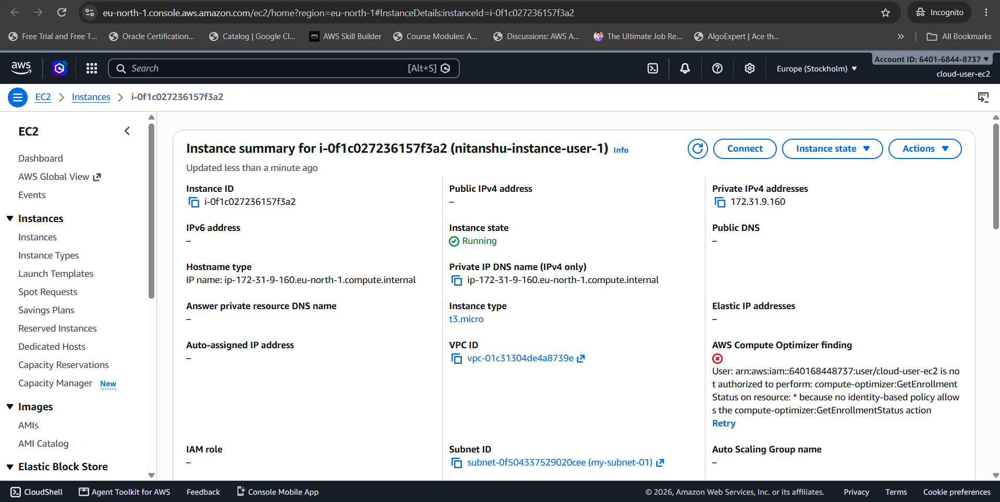 eu-north-1.console.aws.amazon.com/ec2/home?region=eu-north-1#InstanceDetails:instanceId=i-0f1c027236157f3a2
Incognito
Free Trial and Free T...
Oracle Certification...
Catalog | Google Cl...
aws
AWS Skill Builder
Course Modules: A...
Discussions: AWS A...
The Ultimate Job Re...
AlgoExpert | Ace th...
All Bookmarks
aws
Search
[Alt+S]
Europe (Stockholm)
Account ID: 6401-6844-8737
cloud-user-ec2
EC2
Instances
i-0f1c027236157f3a2
EC2
Dashboard
AWS Global View
Events
Instances
Instances
Instance Types
Launch Templates
Spot Requests
Savings Plans
Reserved Instances
Dedicated Hosts
Capacity Reservations
Capacity Manager New
Images
AMIs
AMI Catalog
Elastic Block Store
Instance summary for i-0f1c027236157f3a2 (nitanshu-instance-user-1) Info
Updated less than a minute ago
Connect
Instance state
Actions
Instance ID
i-0f1c027236157f3a2
Public IPv4 address
–
Private IPv4 addresses
172.31.9.160
IPv6 address
–
Instance state
Running
Public DNS
–
Hostname type
IP name: ip-172-31-9-160.eu-north-1.compute.internal
Private IP DNS name (IPv4 only)
ip-172-31-9-160.eu-north-1.compute.internal
Answer private resource DNS name
–
Instance type
t3.micro
Elastic IP addresses
–
Auto-assigned IP address
–
VPC ID
vpc-01c31304de4a8739e
AWS Compute Optimizer finding
User: arn:aws:iam::640168448737:user/cloud-user-ec2 is no
t authorized to perform: compute-optimizer:GetEnrollment
Status on resource: * because no identity-based policy allow
s the compute-optimizer:GetEnrollmentStatus action
Retry
IAM role
–
Subnet ID
subnet-0f504337529020cee (my-subnet-01)
Auto Scaling Group name
–
CloudShell
Agent Toolkit for AWS
Feedback
Console Mobile App
© 2026, Amazon Web Services, Inc. or its affiliates.
Privacy
Terms
Cookie preferences